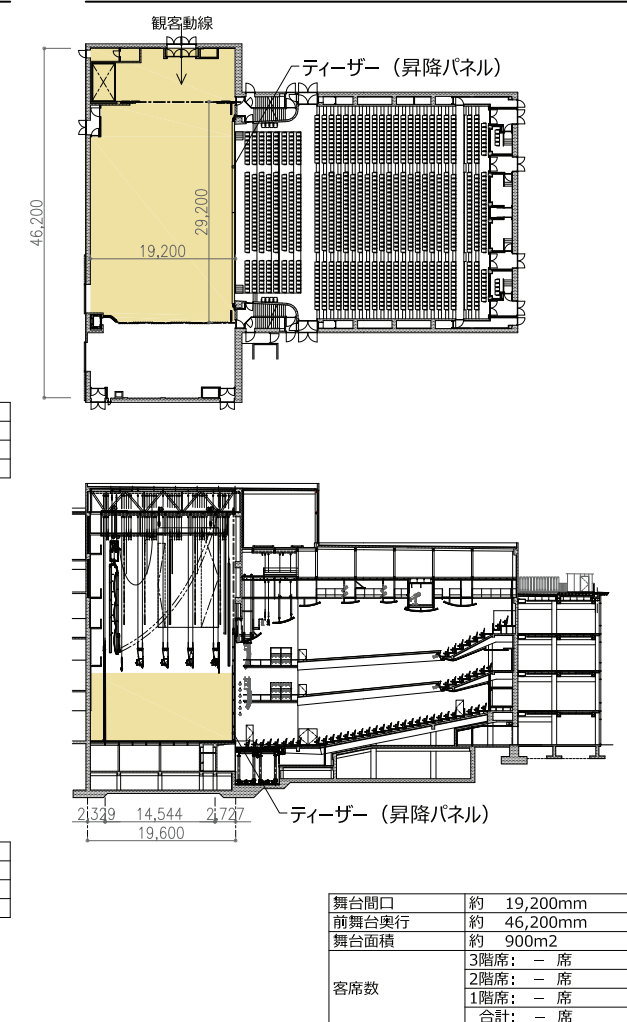 観客動線
ティーザー（昇降パネル）
46,200
29,200
19,200
ティーザー（昇降パネル）
2,329 14,544 2,727
19,600
舞台間口 約 19,200mm
前舞台奥行 約 46,200mm
舞台面積 約 900m2
客席数
3階席： － 席
2階席： － 席
1階席： － 席
合計： － 席